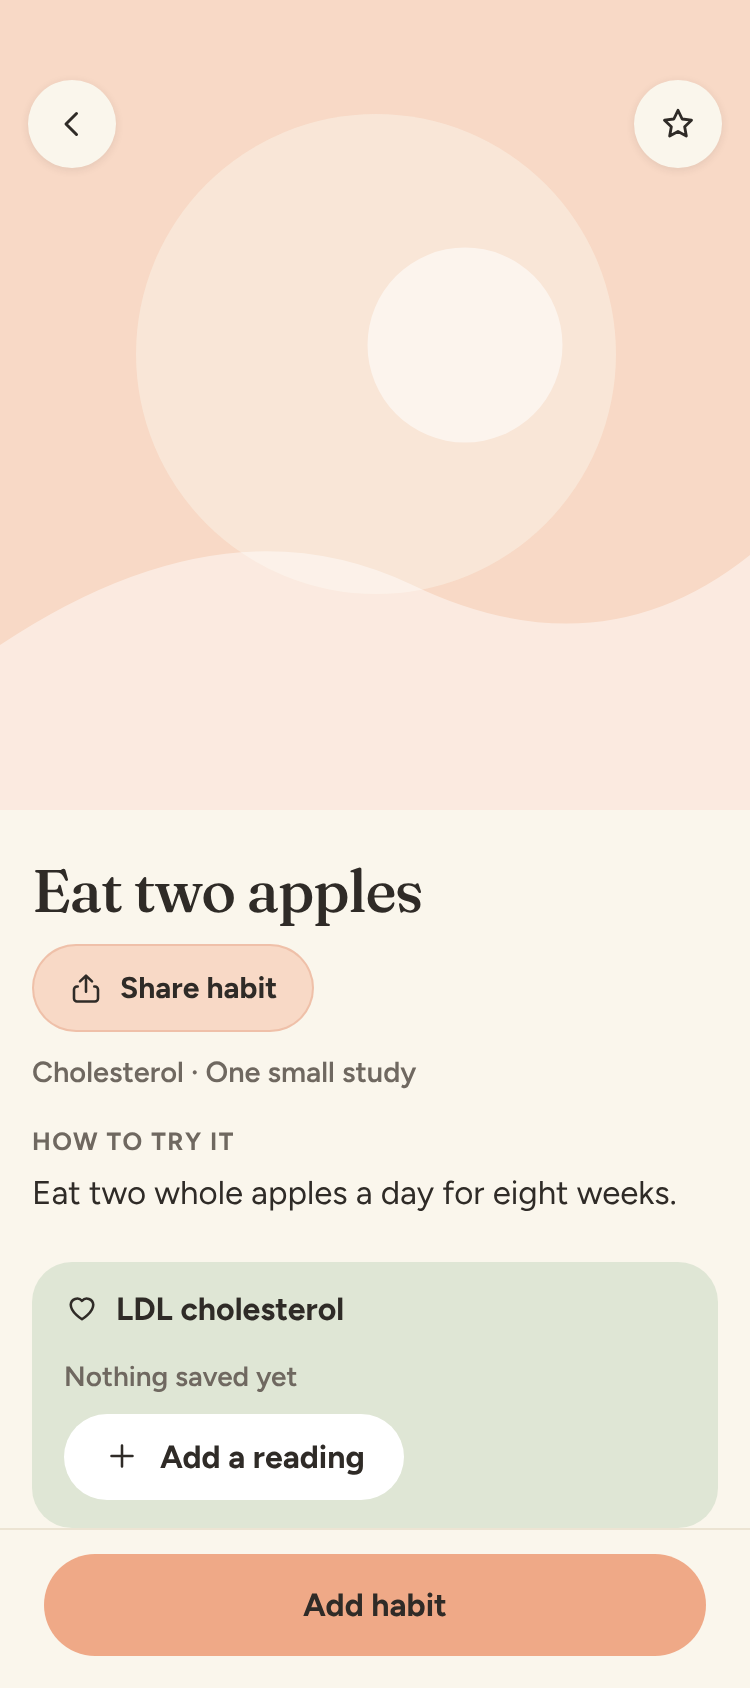 Eat two apples
Share habit
Cholesterol · One small study
HOW TO TRY IT
Eat two whole apples a day for eight weeks.
LDL cholesterol
Nothing saved yet
Add a reading
Add habit